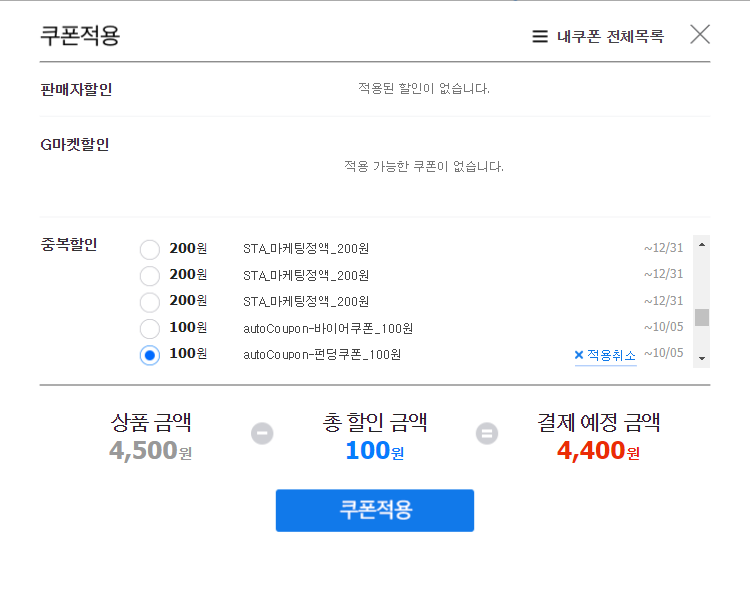 쿠폰적용
내쿠폰 전체목록
판매자할인 적용된 할인이 없습니다.
G마켓할인
적용 가능한 쿠폰이 없습니다.
중복할인 200원 STA_마케팅정액_200원 ~12/31
200원 STA_마케팅정액_200원 ~12/31
200원 STA_마케팅정액_200원 ~12/31
100원 autoCoupon-바이어쿠폰_100원 ~10/05
100원 autoCoupon-펀딩쿠폰_100원 적용취소 ~10/05
상품 금액 총 할인 금액 결제 예정 금액
4,500원 100원 4,400원
쿠폰적용